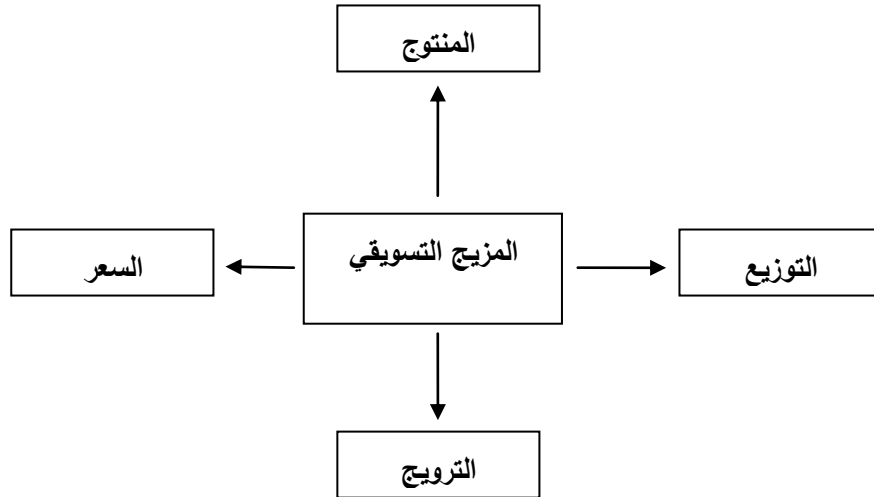 المنتوج
المزيج التسويقي
التوزيع
السعر
الترويج